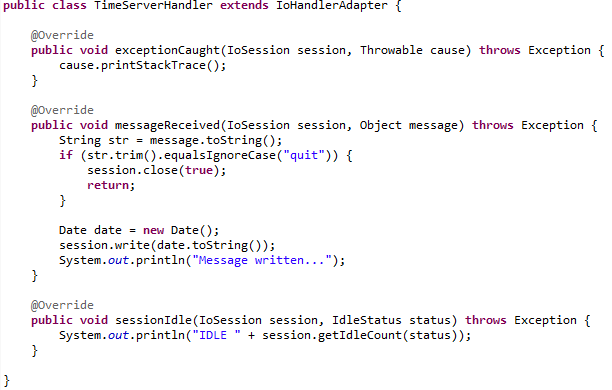 public class TimeServerHandler extends IoHandlerAdapter {
@Override
public void exceptionCaught(IoSession session, Throwable cause) throws Exception {
cause.printStackTrace();
}
@Override
public void messageReceived(IoSession session, Object message) throws Exception {
String str = message.toString();
if (str.trim().equalsIgnoreCase("quit")) {
session.close(true);
return;
}
Date date = new Date();
session.write(date.toString());
System.out.println("Message written...");
}
@Override
public void sessionIdle(IoSession session, IdleStatus status) throws Exception {
System.out.println("IDLE " + session.getIdleCount(status));
}
}